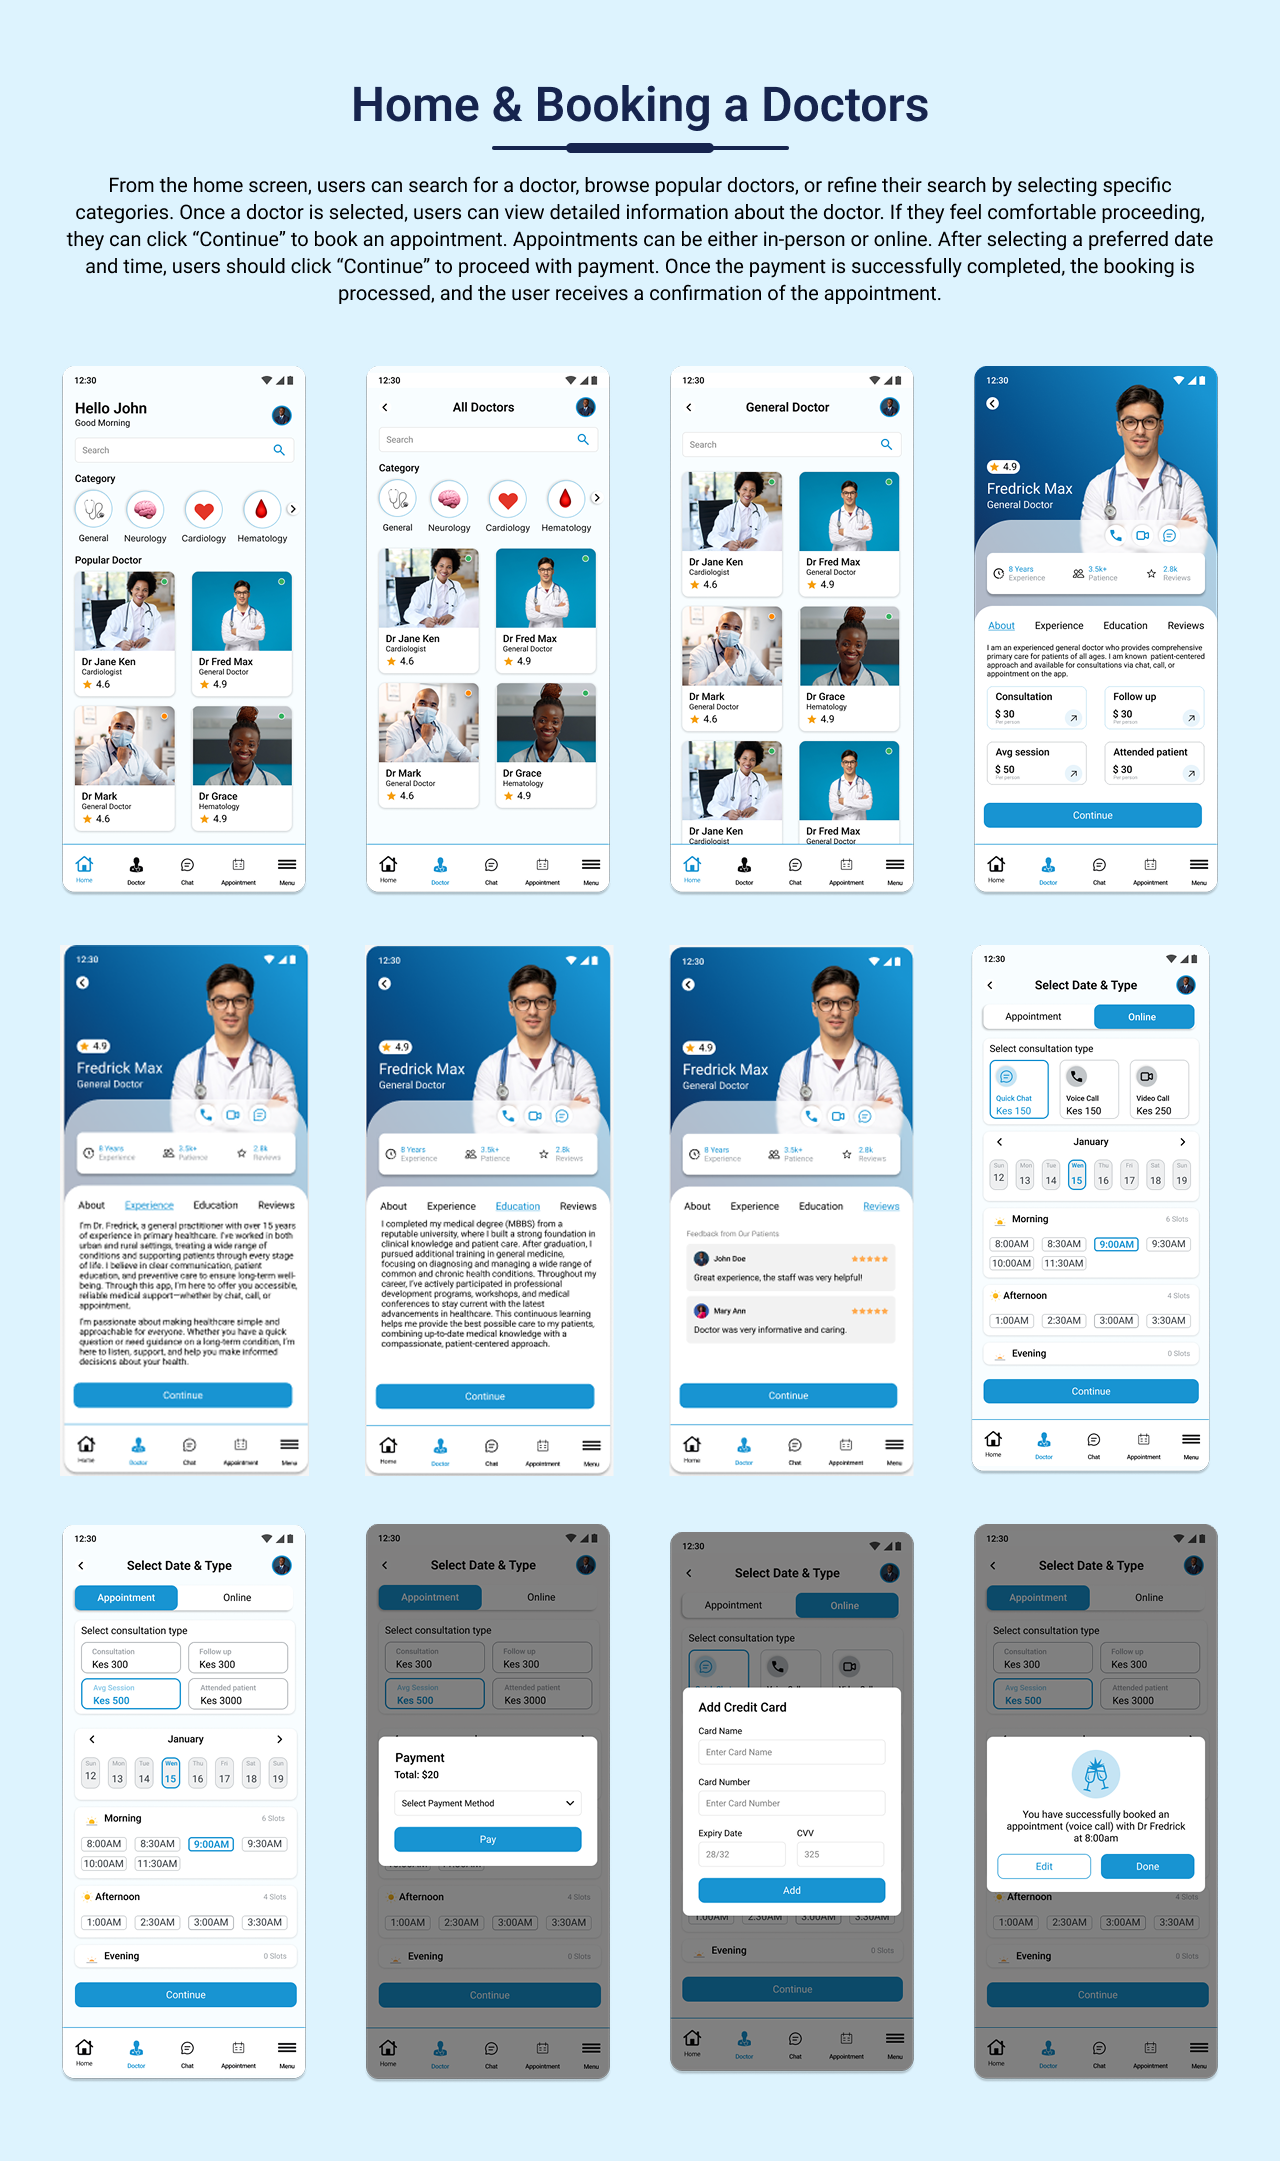 Home & Booking a Doctors
From the home screen, users can search for a doctor, browse popular doctors, or refine their search by selecting specific
categories. Once a doctor is selected, users can view detailed information about the doctor. If they feel comfortable proceeding,
they can click “Continue” to book an appointment. Appointments can be either in-person or online. After selecting a preferred date
and time, users should click “Continue” to proceed with payment. Once the payment is successfully completed, the booking is
processed, and the user receives a confirmation of the appointment.
12:30
Hello John
Good Morning
Search
Category
General Neurology Cardiology Hematology
Popular Doctor
Dr Jane Ken Dr Fred Max
Cardiologist General Doctor
4.6 4.9
Dr Mark Dr Grace
General Doctor Hematology
4.6 4.9
Home Doctor Chat Appointment Menu
12:30
All Doctors
Search
Category
General Neurology Cardiology Hematology
Dr Jane Ken Dr Fred Max
Cardiologist General Doctor
4.6 4.9
Dr Mark Dr Grace
General Doctor Hematology
4.6 4.9
Home Doctor Chat Appointment Menu
12:30
General Doctor
Search
Dr Jane Ken Dr Fred Max
Cardiologist General Doctor
4.6 4.9
Dr Mark Dr Grace
General Doctor Hematology
4.6 4.9
Dr Jane Ken Dr Fred Max
Cardiologist General Doctor
Home Doctor Chat Appointment Menu
12:30
4.9
Fredrick Max
General Doctor
8 Years 3.5k+ 2.8k
Experience Patience Reviews
About Experience Education Reviews
I am an experienced general doctor who provides comprehensive
primary care for patients of all ages. I am known patient-centered
approach and available for consultations via chat, call, or
appointment on the app.
Consultation Follow up
$ 30 $ 30
Per person Per person
Avg session Attended patient
$ 50 $ 30
Per person Per person
Continue
Home Doctor Chat Appointment Menu
12:30
4.9
Fredrick Max
General Doctor
8 Years 3.5k+ 2.8k
Experience Patience Reviews
About Experience Education Reviews
I'm Dr. Fredrick, a general practitioner with over 15 years
of experience in primary healthcare. I've worked in both
urban and rural settings, treating a wide range of
conditions and supporting patients through every stage
of life. I believe in clear communication, patient
education, and preventive care to ensure long-term well-
being. Through this app, I'm here to offer you accessible,
reliable medical support—whether by chat, call, or
appointment.
I'm passionate about making healthcare simple and
approachable for everyone. Whether you have a quick
question or need guidance on a long-term condition, I'm
here to listen, support, and help you make informed
decisions about your health.
Continue
Home Doctor Chat Appointment Menu
12:30
4.9
Fredrick Max
General Doctor
8 Years 3.5k+ 2.8k
Experience Patience Reviews
About Experience Education Reviews
I completed my medical degree (MBBS) from a
reputable university, where I built a strong foundation in
clinical knowledge and patient care. After graduation, I
pursued additional training in general medicine,
focusing on diagnosing and managing a wide range of
common and chronic health conditions. Throughout my
career, I've actively participated in professional
development programs, workshops, and medical
conferences to stay current with the latest
advancements in healthcare. This continuous learning
helps me provide the best possible care to my patients,
combining up-to-date medical knowledge with a
compassionate, patient-centered approach.
Continue
Home Doctor Chat Appointment Menu
12:30
4.9
Fredrick Max
General Doctor
8 Years 3.5k+ 2.8k
Experience Patience Reviews
About Experience Education Reviews
Feedback from Our Patients
John Doe
Great experience, the staff was very helpful!
Mary Ann
Doctor was very informative and caring.
Continue
Home Doctor Chat Appointment Menu
12:30
Select Date & Type
Appointment Online
Select consultation type
Quick Chat Voice Call Video Call
Kes 150 Kes 150 Kes 250
January
Sun Mon Tue Wen Thu Fri Sat Sun
12 13 14 15 16 17 18 19
Morning 6 Slots
8:00AM 8:30AM 9:00AM 9:30AM
10:00AM 11:30AM
Afternoon 4 Slots
1:00AM 2:30AM 3:00AM 3:30AM
Evening 0 Slots
Continue
Home Doctor Chat Appointment Menu
12:30
Select Date & Type
Appointment Online
Select consultation type
Consultation Follow up
Kes 300 Kes 300
Avg Session Attended patient
Kes 500 Kes 3000
January
Sun Mon Tue Wen Thu Fri Sat Sun
12 13 14 15 16 17 18 19
Morning 6 Slots
8:00AM 8:30AM 9:00AM 9:30AM
10:00AM 11:30AM
Afternoon 4 Slots
1:00AM 2:30AM 3:00AM 3:30AM
Evening 0 Slots
Continue
Home Doctor Chat Appointment Menu
12:30
Select Date & Type
Appointment Online
Select consultation type
Consultation Follow up
Kes 300 Kes 300
Avg Session Attended patient
Kes 500 Kes 3000
Payment
Total: $20
Select Payment Method
Pay
Afternoon 4 Slots
1:00AM 2:30AM 3:00AM 3:30AM
Evening 0 Slots
Continue
Home Doctor Chat Appointment Menu
12:30
Select Date & Type
Appointment Online
Select consultation type
Add Credit Card
Card Name
Enter Card Name
Card Number
Enter Card Number
Expiry Date CVV
28/32 325
Add
1:00AM 2:30AM 3:00AM 3:30AM
Evening 0 Slots
Continue
Home Doctor Chat Appointment Menu
12:30
Select Date & Type
Appointment Online
Select consultation type
Consultation Follow up
Kes 300 Kes 300
Avg Session Attended patient
Kes 500 Kes 3000
You have successfully booked an
appointment (voice call) with Dr Fredrick
at 8:00am
Edit Done
Afternoon 4 Slots
1:00AM 2:30AM 3:00AM 3:30AM
Evening 0 Slots
Continue
Home Doctor Chat Appointment Menu